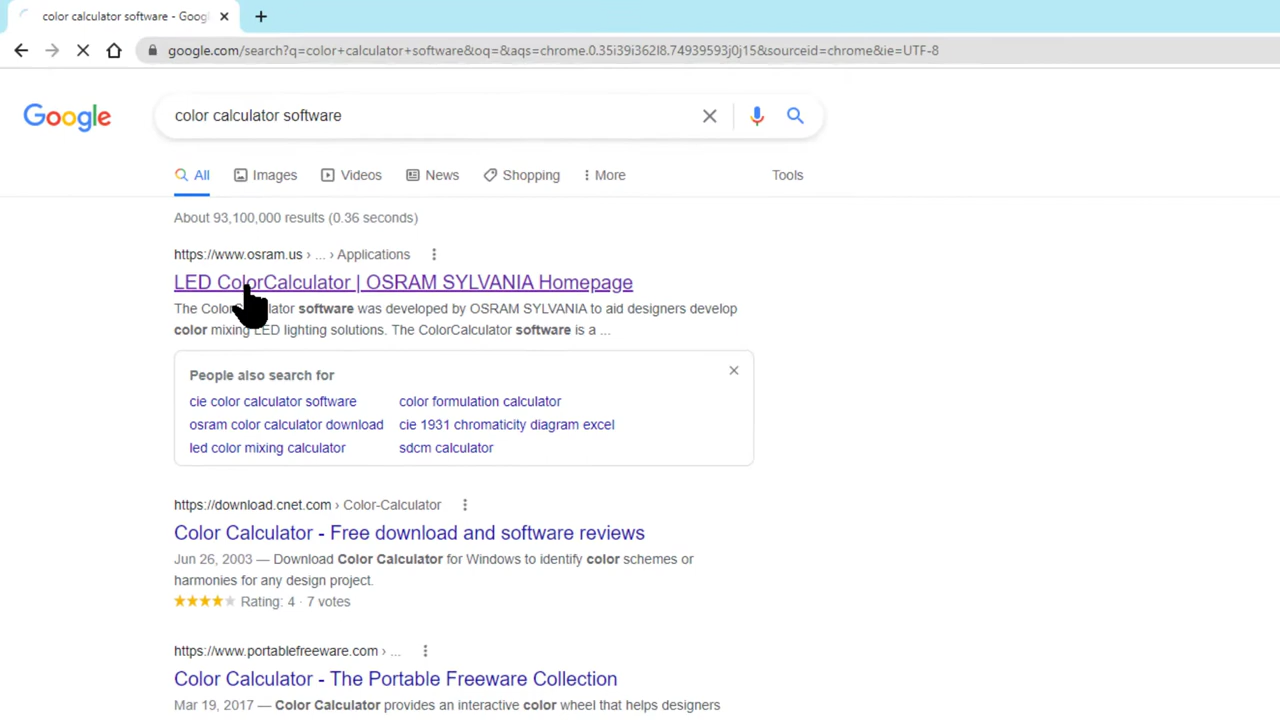 color calculator software - Goog
google.com/search?q=color+calculator+software&oq=&aqs=chrome.0.35i39i362l8.74939593j0j15&sourceid=chrome&ie=UTF-8
Google
color calculator software
All Images Videos News Shopping More Tools
About 93,100,000 results (0.36 seconds)
https://www.osram.us › ... › Applications
LED ColorCalculator | OSRAM SYLVANIA Homepage
The ColorCalculator software was developed by OSRAM SYLVANIA to aid designers develop
color mixing LED lighting solutions. The ColorCalculator software is a ...
People also search for
cie color calculator software color formulation calculator
osram color calculator download cie 1931 chromaticity diagram excel
led color mixing calculator sdcm calculator
https://download.cnet.com › Color-Calculator
Color Calculator - Free download and software reviews
Jun 26, 2003 — Download Color Calculator for Windows to identify color schemes or
harmonies for any design project.
Rating: 4 · 7 votes
https://www.portablefreeware.com › ...
Color Calculator - The Portable Freeware Collection
Mar 19, 2017 — Color Calculator provides an interactive color wheel that helps designers